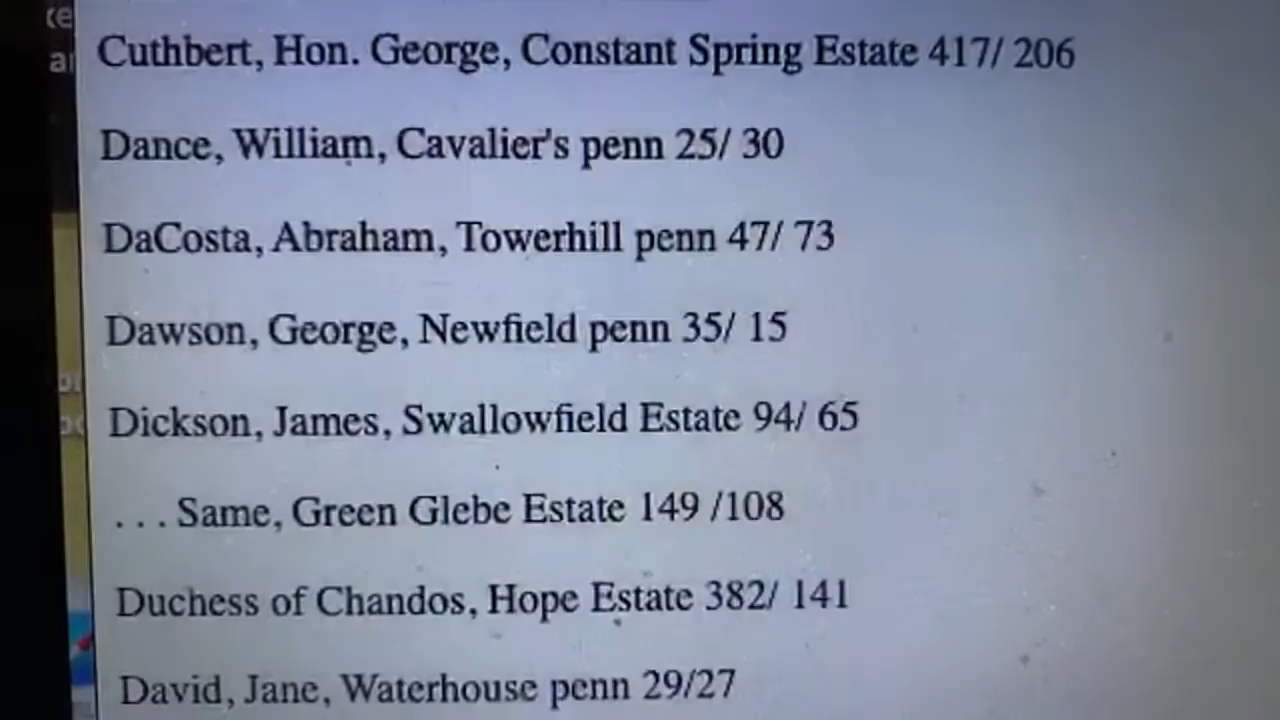 Cuthbert, Hon. George, Constant Spring Estate 417/ 206
Dance, William, Cavalier's penn 25/ 30
DaCosta, Abraham, Towerhill penn 47/ 73
Dawson, George, Newfield penn 35/ 15
Dickson, James, Swallowfield Estate 94/ 65
. . . Same, Green Glebe Estate 149 /108
Duchess of Chandos, Hope Estate 382/ 141
David, Jane, Waterhouse penn 29/27